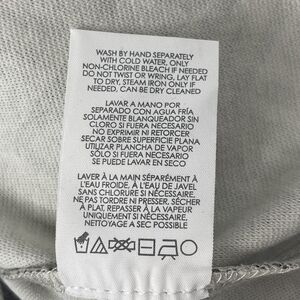 WASH BY HAND SEPARATELY
WITH COLD WATER, ONLY
NON-CHLORINE BLEACH IF NEEDED
DO NOT TWIST OR WRING, LAY FLAT
TO DRY, STEAM IRON ONLY IF
NEEDED, CAN BE DRY CLEANED
LAVAR A MANO POR
SEPARADO CON AGUA FRÍA
SOLAMENTE BLANQUEADOR SIN
CLORO SI FUERA NECESARIO
NO EXPRIMIR NI RETORCER
SECAR SOBRE SUPERFICIE PLANA
UTILIZAR PLANCHA DE VAPOR
SÓLO SI FUERA NECESARIO
SE PUEDE LAVAR EN SECO
LAVER À LA MAIN SÉPARÉMENT À
L'EAU FROIDE. À L'EAU DE JAVEL
SANS CHLORURE SI NÉCESSAIRE.
NE PAS TORDRE NI PRESSER, SÉCHER
À PLAT, REPASSER À LA VAPEUR
UNIQUEMENT SI NÉCESSAIRE.
NETTOYAGE A SEC POSSIBLE